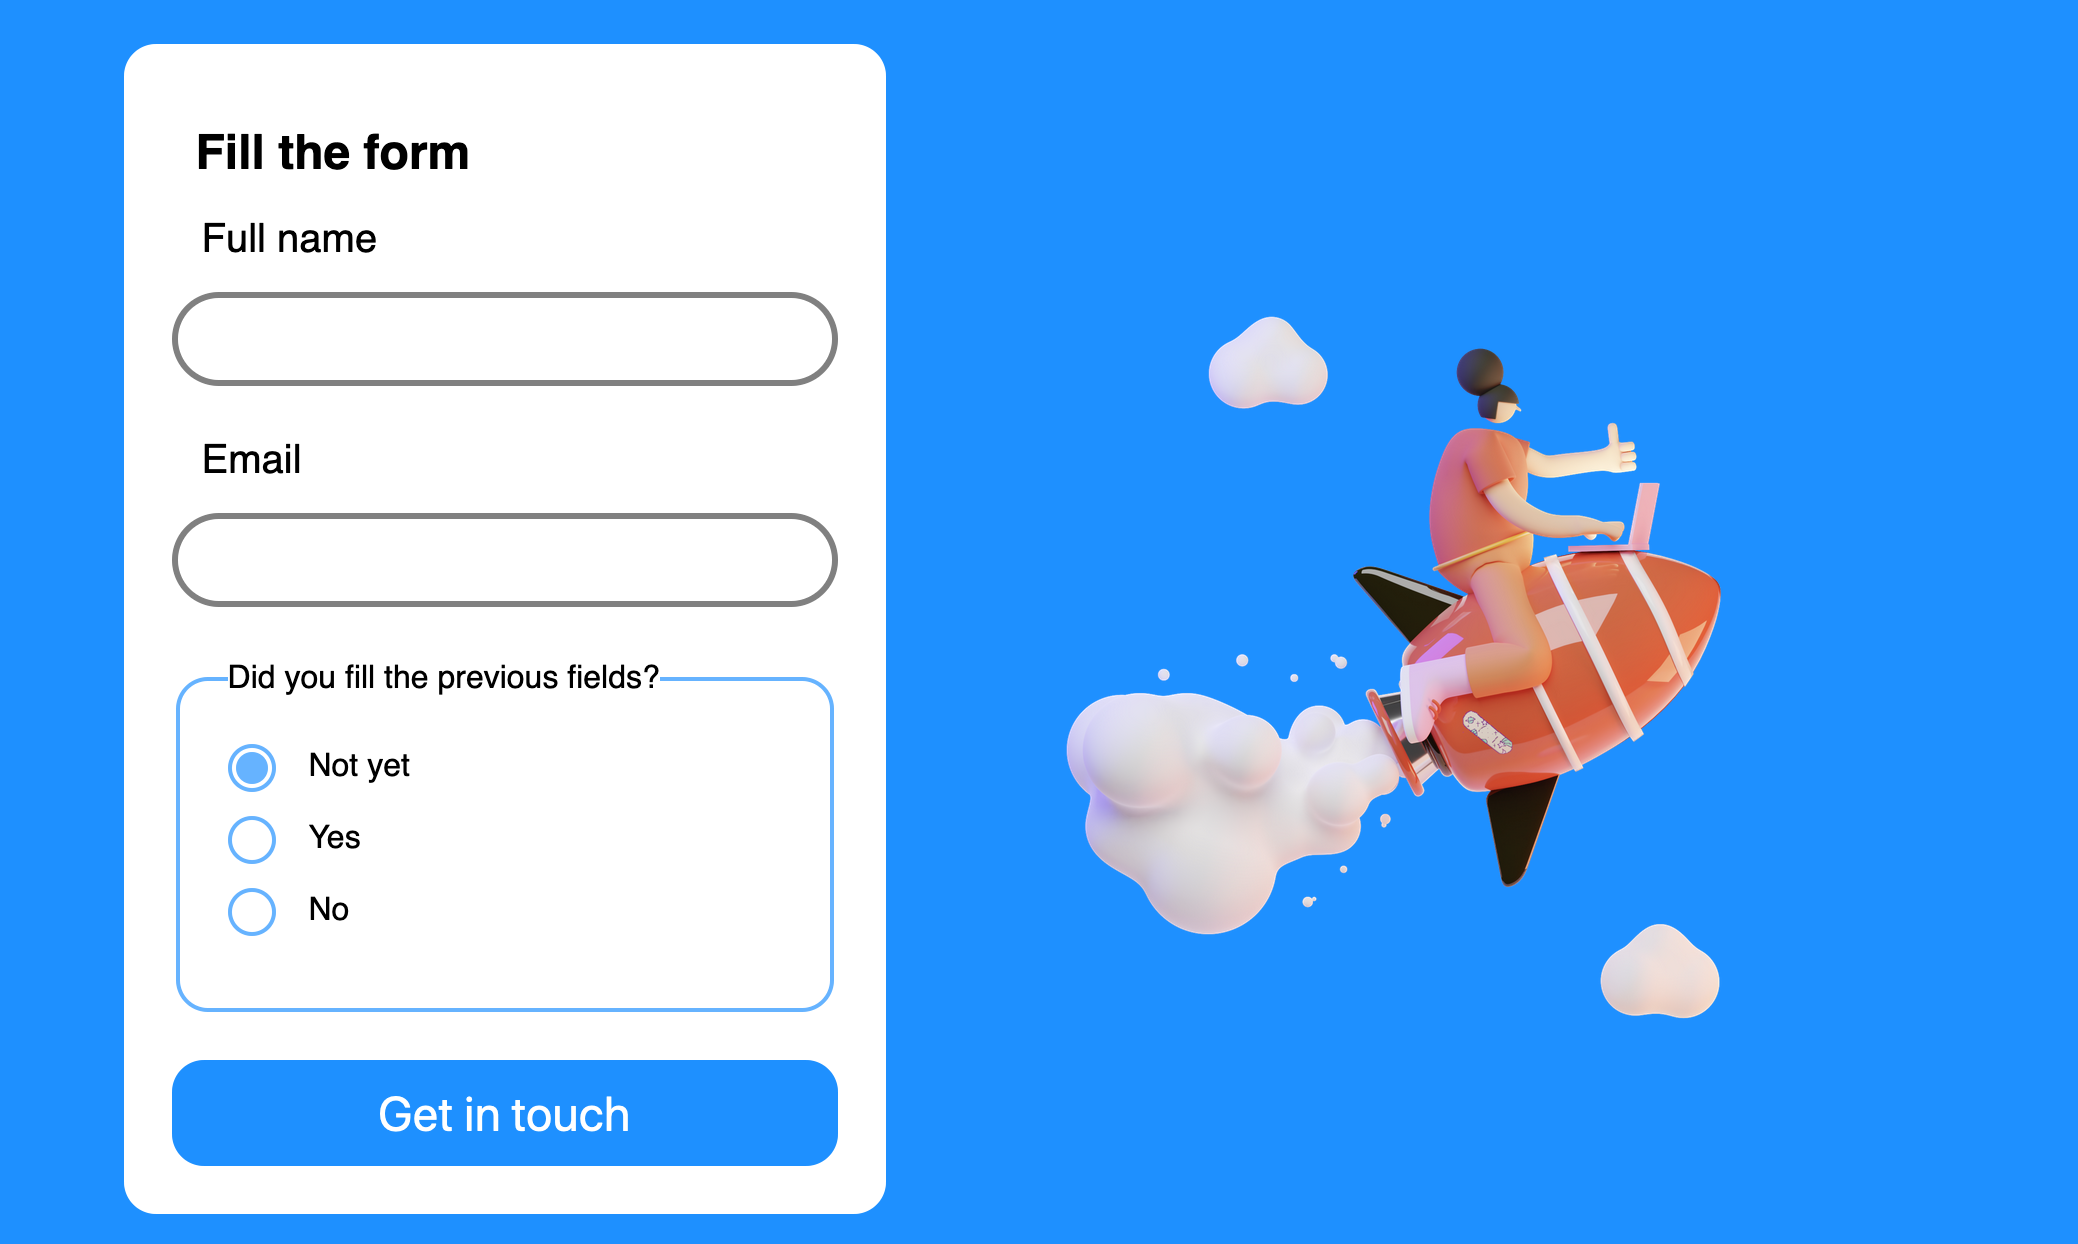 Fill the form
Full name
Email
Did you fill the previous fields?
Not yet
Yes
No
Get in touch